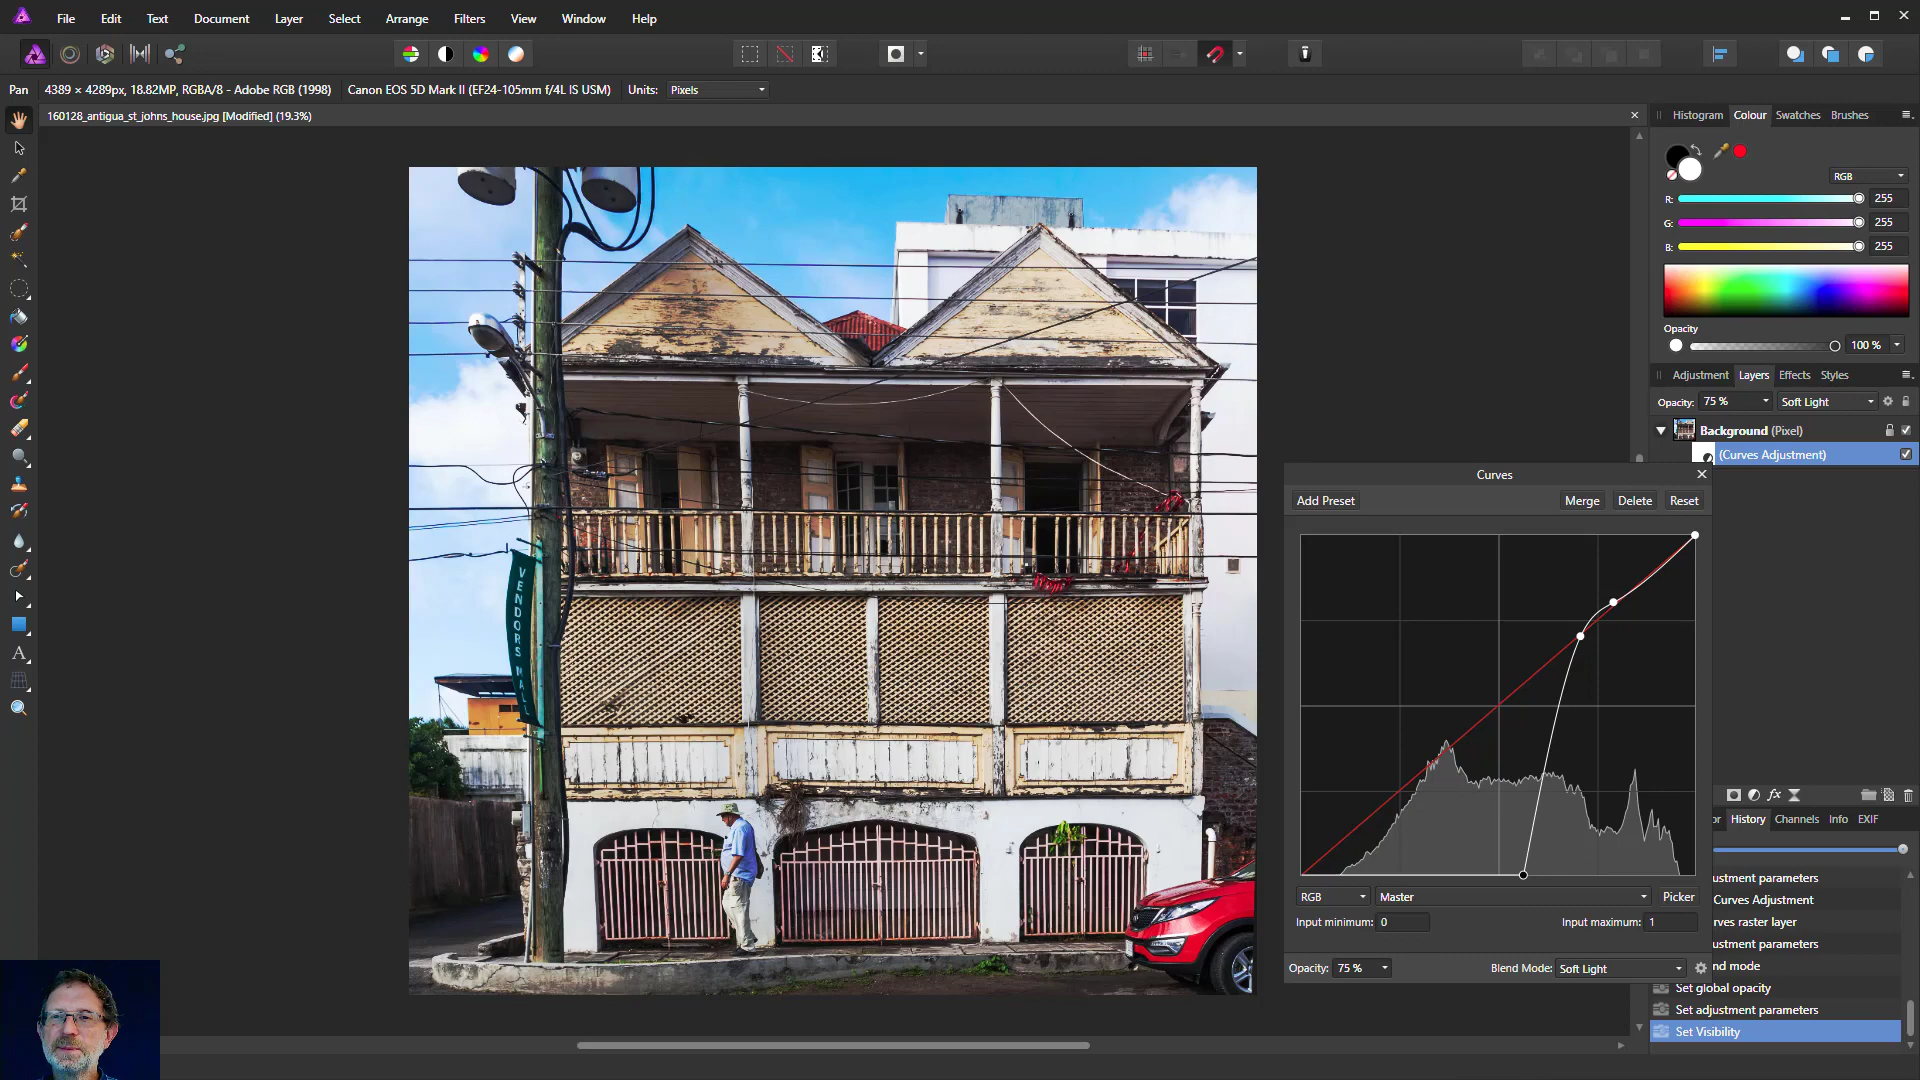 File Edit Text Document Layer Select Arrange Filters View Window Help
Pan 4389 × 4289px, 18.82MP, RGBA/8 - Adobe RGB (1998) Canon EOS 5D Mark II (EF24-105mm f/4L IS USM) Units: Pixels
160128_antigua_st_johns_house.jpg [Modified] (19.3%)
Histogram Colour Swatches Brushes
RGB
R: 255
G: 255
B: 255
Opacity
100 %
Adjustment Layers Effects Styles
Opacity: 75 % Soft Light
Background (Pixel)
(Curves Adjustment)
Curves
Add Preset Merge Delete Reset
VENDORS MALL
RGB Master Picker
Input minimum: 0 Input maximum: 1
Opacity: 75 % Blend Mode: Soft Light
fx
or History Channels Info EXIF
ustment parameters
Curves Adjustment
rves raster layer
ustment parameters
nd mode
Set global opacity
Set adjustment parameters
Set Visibility
A